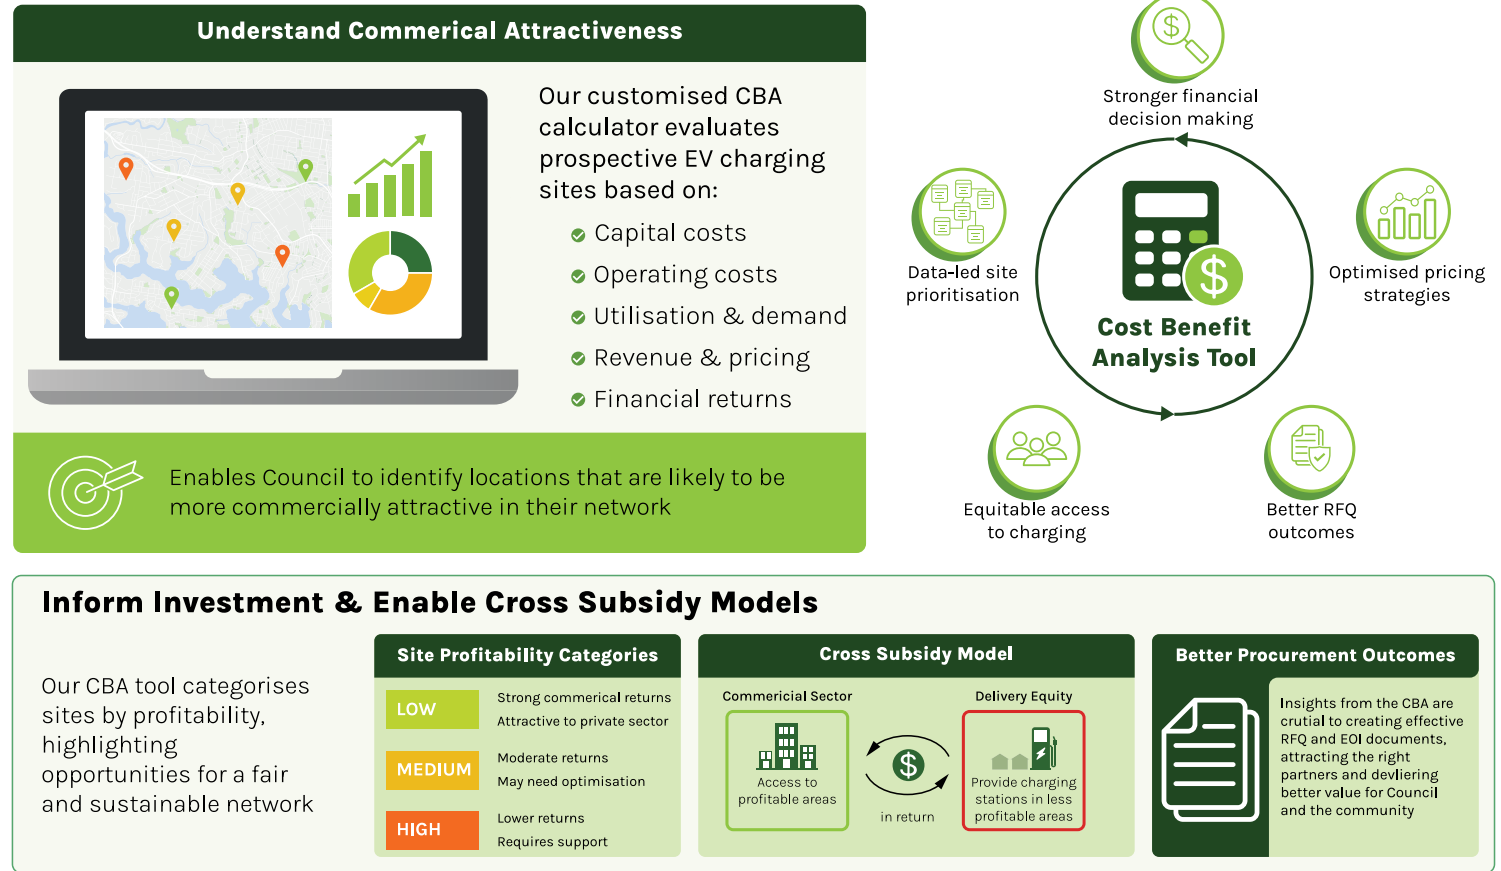 Understand Commerical Attractiveness
Our customised CBA
calculator evaluates
prospective EV charging
sites based on:
Capital costs
Operating costs
Utilisation & demand
Revenue & pricing
Financial returns
Enables Council to identify locations that are likely to be
more commercially attractive in their network
$
Stronger financial
decision making
Data-led site
prioritisation
Optimised pricing
strategies
$
Cost Benefit
Analysis Tool
Equitable access
to charging
Better RFQ
outcomes
Inform Investment & Enable Cross Subsidy Models
Our CBA tool categorises
sites by profitability,
highlighting
opportunities for a fair
and sustainable network
Site Profitability Categories
LOW
Strong commerical returns
Attractive to private sector
MEDIUM
Moderate returns
May need optimisation
HIGH
Lower returns
Requires support
Cross Subsidy Model
Commericial Sector
Access to
profitable areas
$
in return
Delivery Equity
Provide charging
stations in less
profitable areas
Better Procurement Outcomes
Insights from the CBA are
crutial to creating effective
RFQ and EOI documents,
attracting the right
partners and devliering
better value for Council
and the community